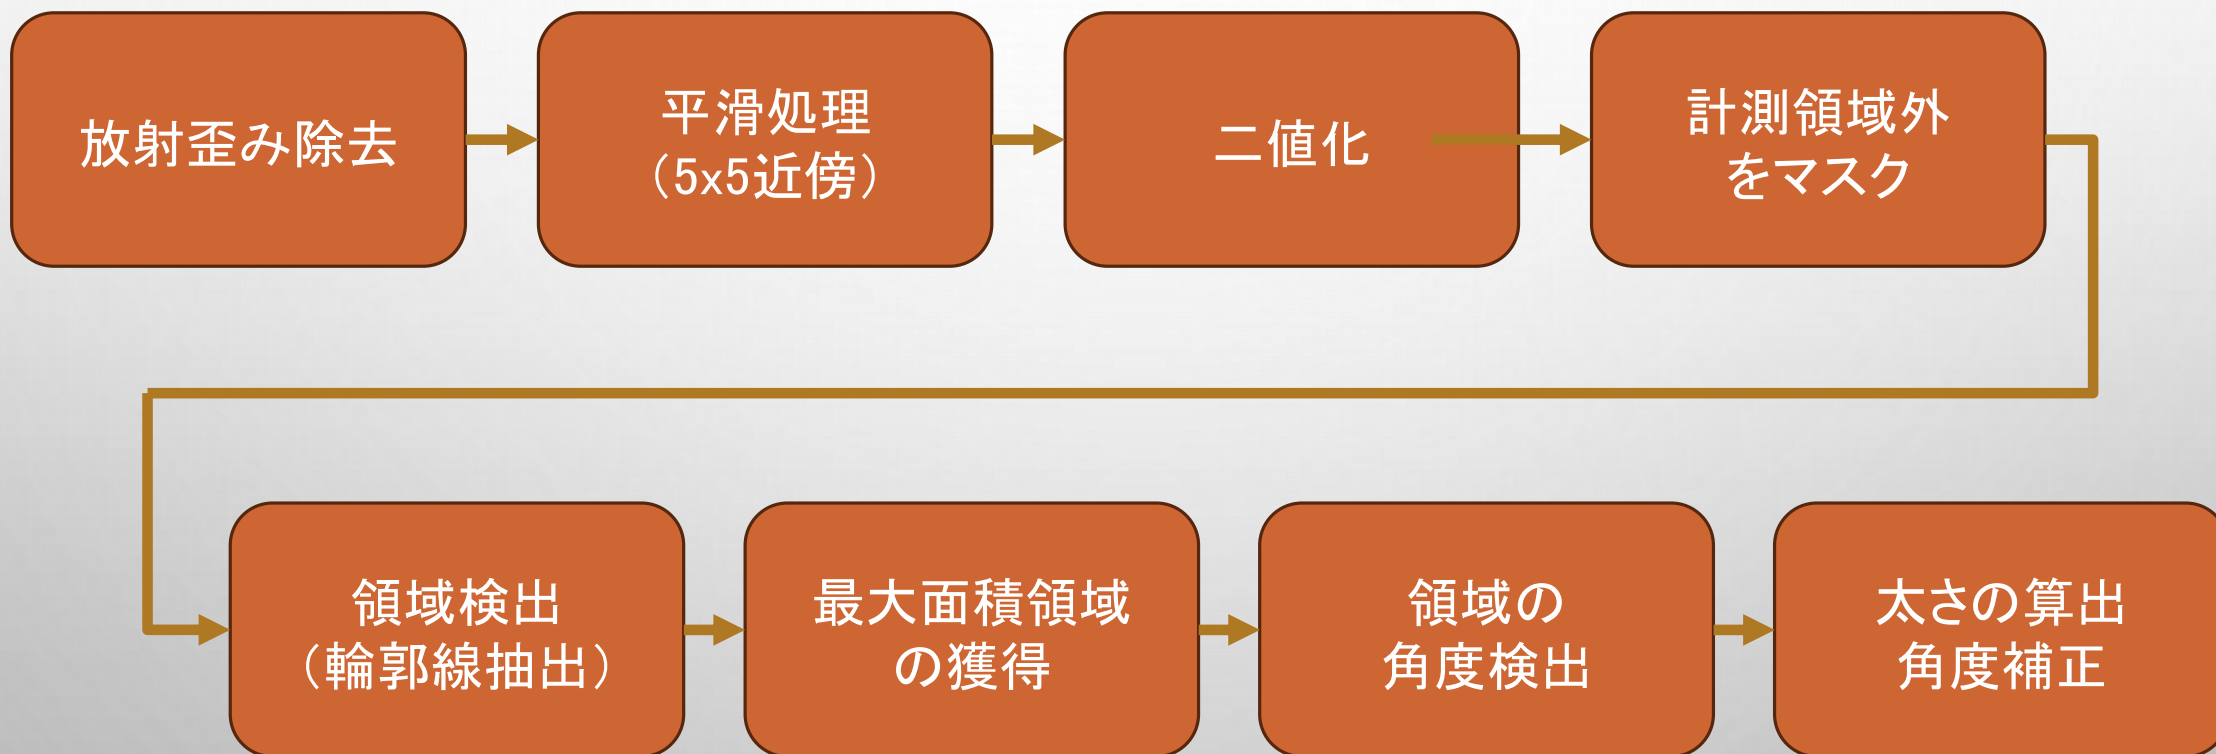 放射歪み除去
平滑処理
（5x5近傍）
二値化
計測領域外
をマスク
領域検出
（輪郭線抽出）
最大面積領域
の獲得
領域の
角度検出
太さの算出
角度補正